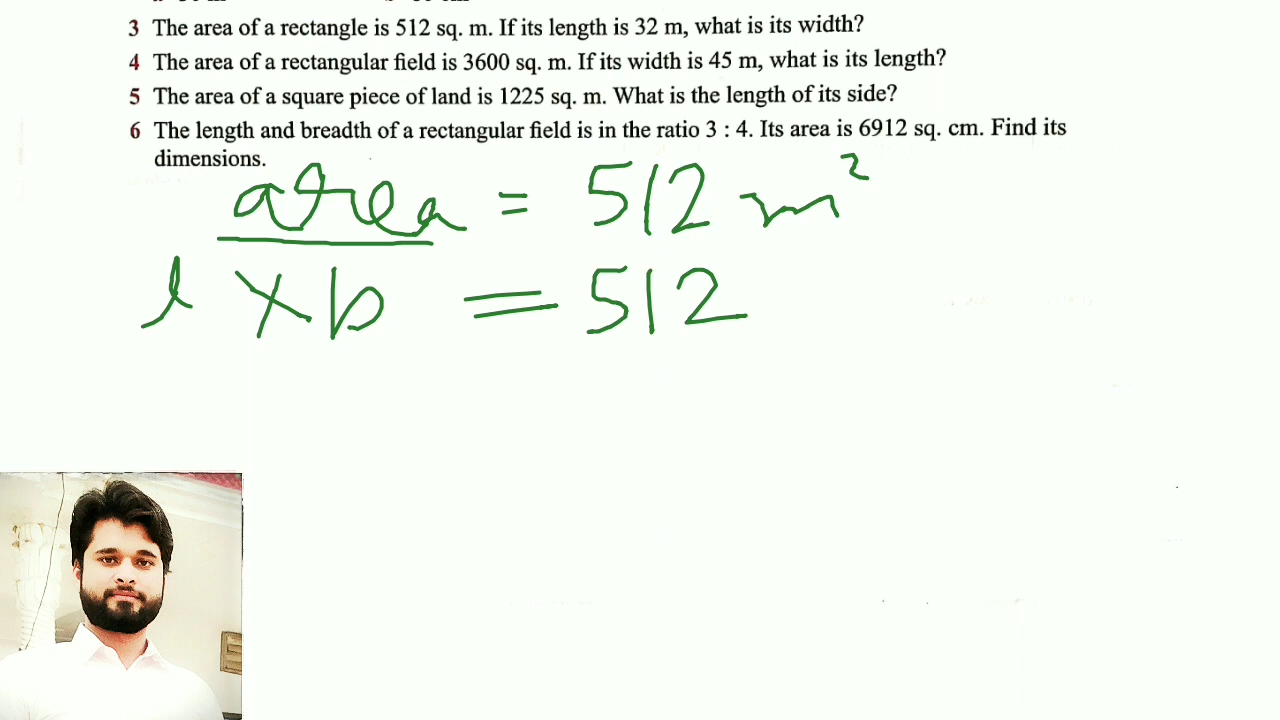 3 The area of a rectangle is 512 sq. m. If its length is 32 m, what is its width?
4 The area of a rectangular field is 3600 sq. m. If its width is 45 m, what is its length?
5 The area of a square piece of land is 1225 sq. m. What is the length of its side?
6 The length and breadth of a rectangular field is in the ratio 3 : 4. Its area is 6912 sq. cm. Find its
dimensions.
area = 512 m²
l × b = 512